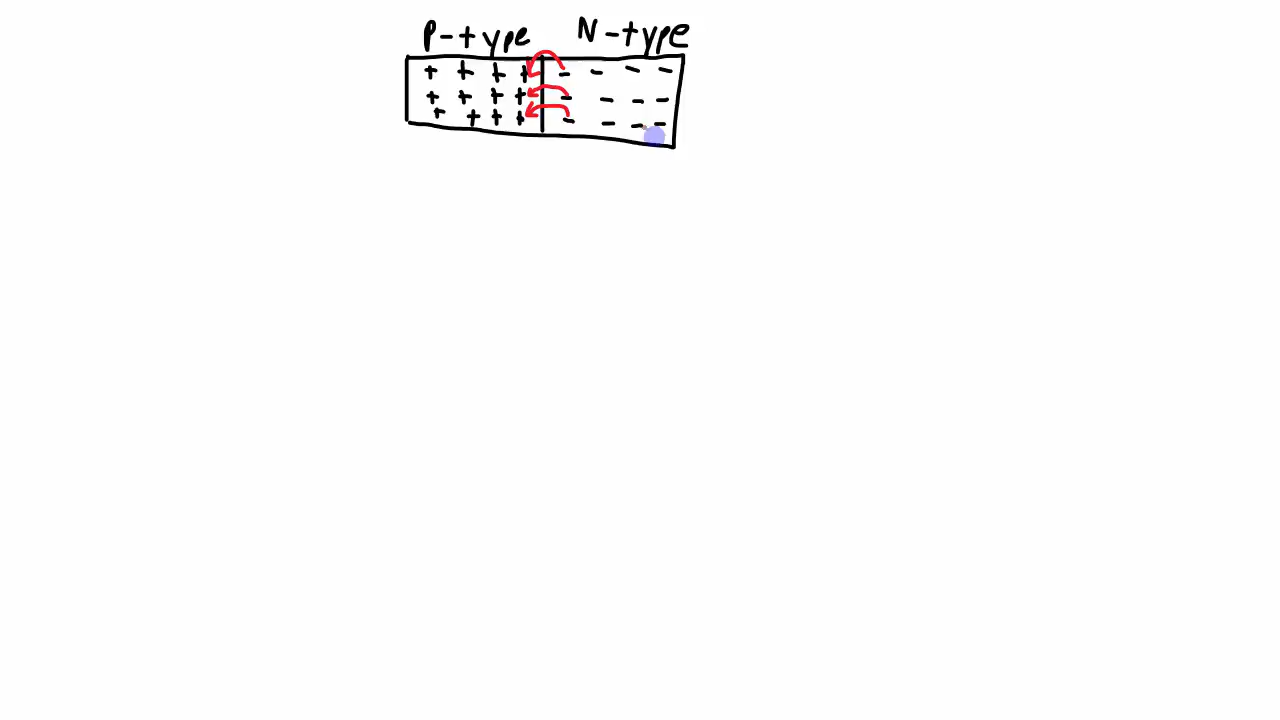 P-type N-type
+ + + + - - - -
+ + + + - - - -
+ + + + - - - -